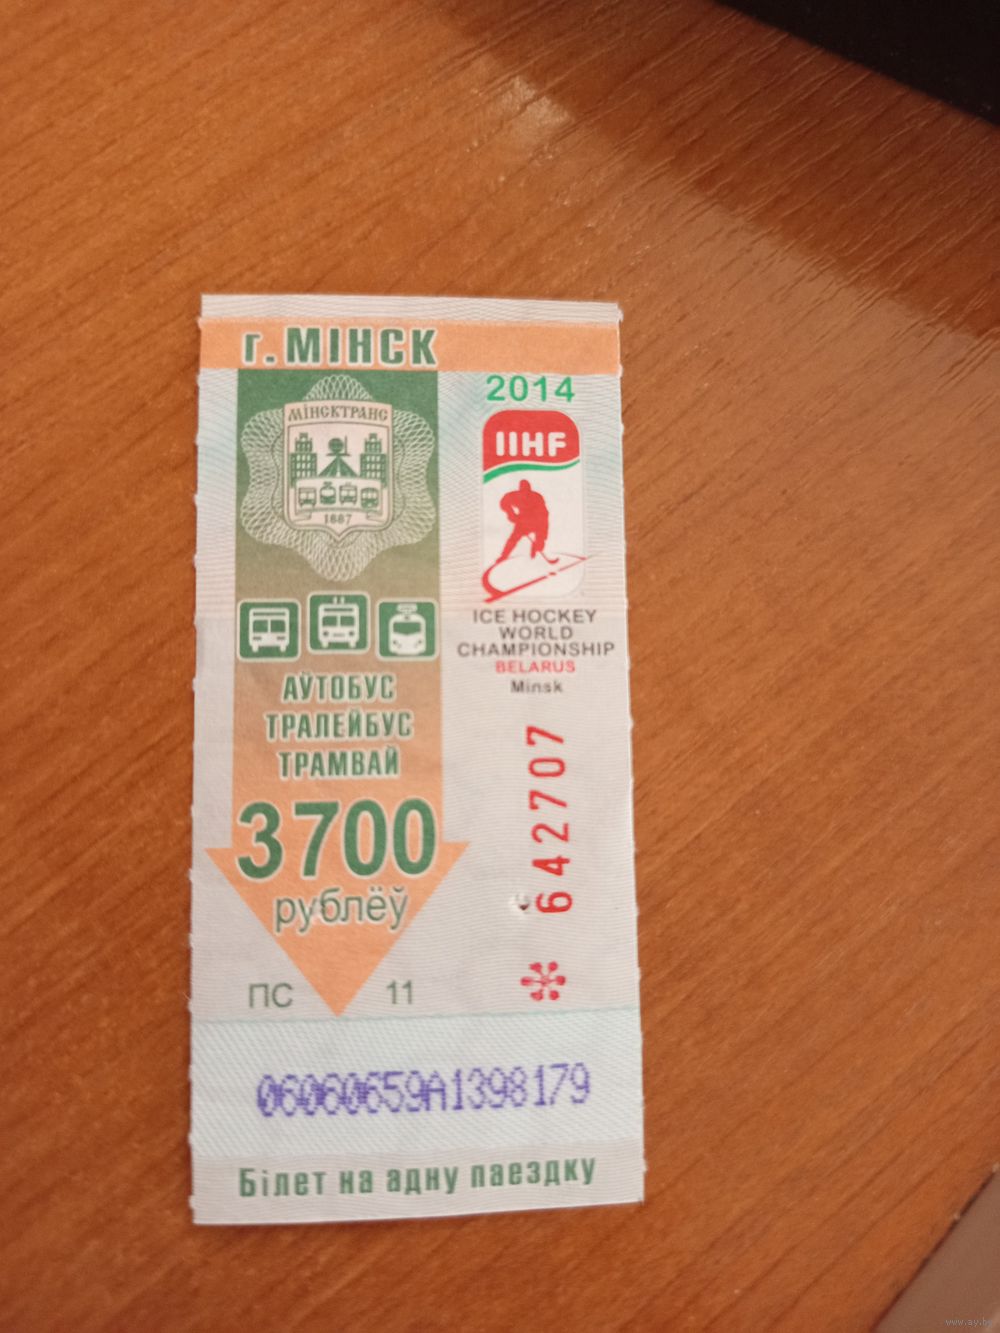 г. МІНСК
МІНСКТРАНС
1887
АЎТОБУС
ТРАЛЕЙБУС
ТРАМВАЙ
3700
рублёў
ПС 11
2014
IIHF
ICE HOCKEY
WORLD
CHAMPIONSHIP
BELARUS
Minsk
642707
06060659А1398179
Білет на адну паездку